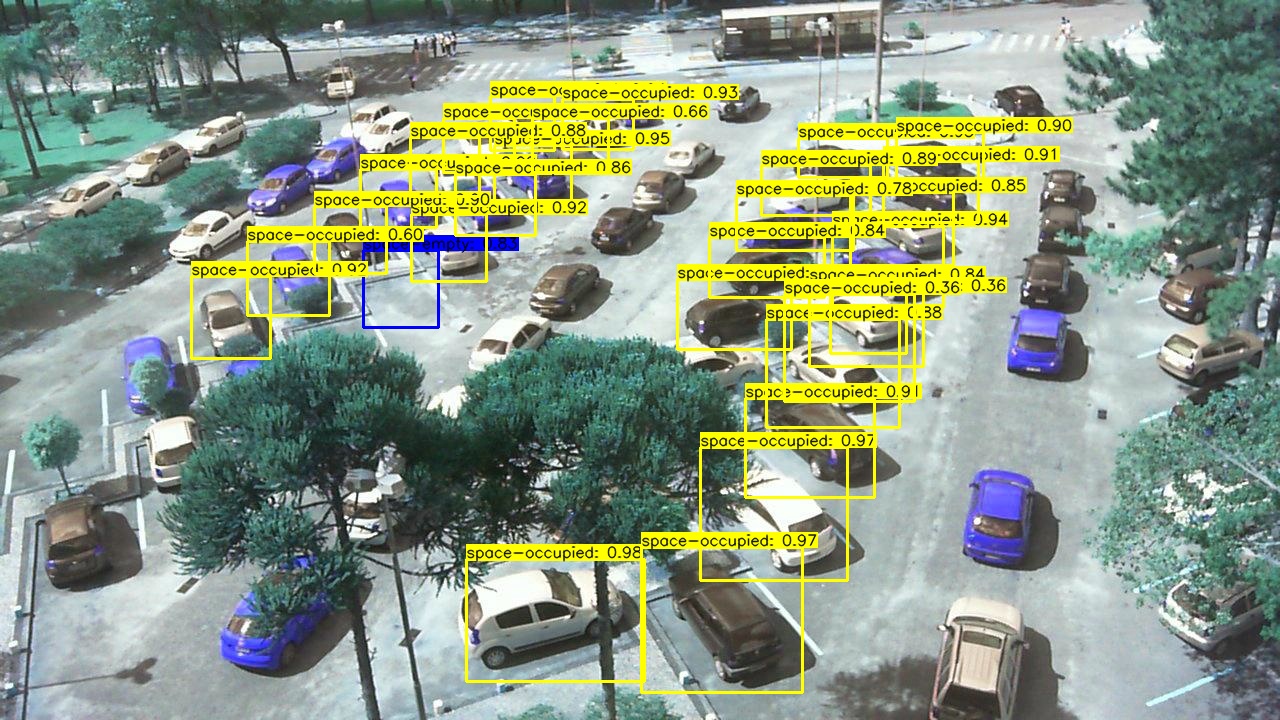 space-occupied: 0.93
space-occupied: 0.66
space-occupied: 0.88
space-occupied: 0.95
space-occupied: 0.86
space-occupied: 0.90
space-occupied: 0.92
space-occupied: 0.60
empty: 0.83
space-occupied: 0.92
space-occupied: 0.90
space-occupied: 0.89
occupied: 0.91
space-occupied: 0.78
occupied: 0.85
space-occupied: 0.94
space-occupied: 0.84
space-occupied:
space-occupied: 0.84
space-occupied: 0.36
0.36
space-occupied: 0.88
space-occupied: 0.91
space-occupied: 0.97
space-occupied: 0.97
space-occupied: 0.98